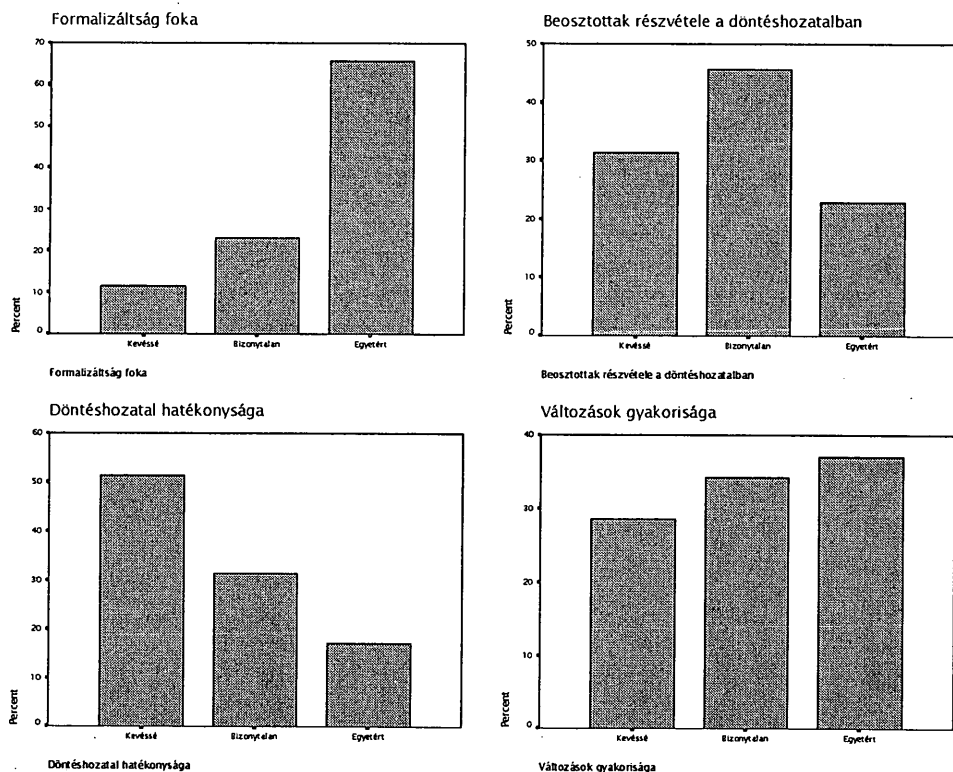 Formalizáltság foka
70
60
50
40
30
20
10
0
Percent
Kevéssé Bizonytalan Egyetért
Formalizáltság foka
Beosztottak részvétele a döntéshozatalban
50
40
30
20
10
0
Percent
Kevéssé Bizonytalan Egyetért
Beosztottak részvétele a döntéshozatalban
Döntéshozatal hatékonysága
60
50
40
30
20
10
0
Percent
Kevéssé Bizonytalan Egyetért
Döntéshozatal hatékonysága
Változások gyakorisága
40
30
20
10
0
Percent
Kevéssé Bizonytalan Egyetért
Változások gyakorisága